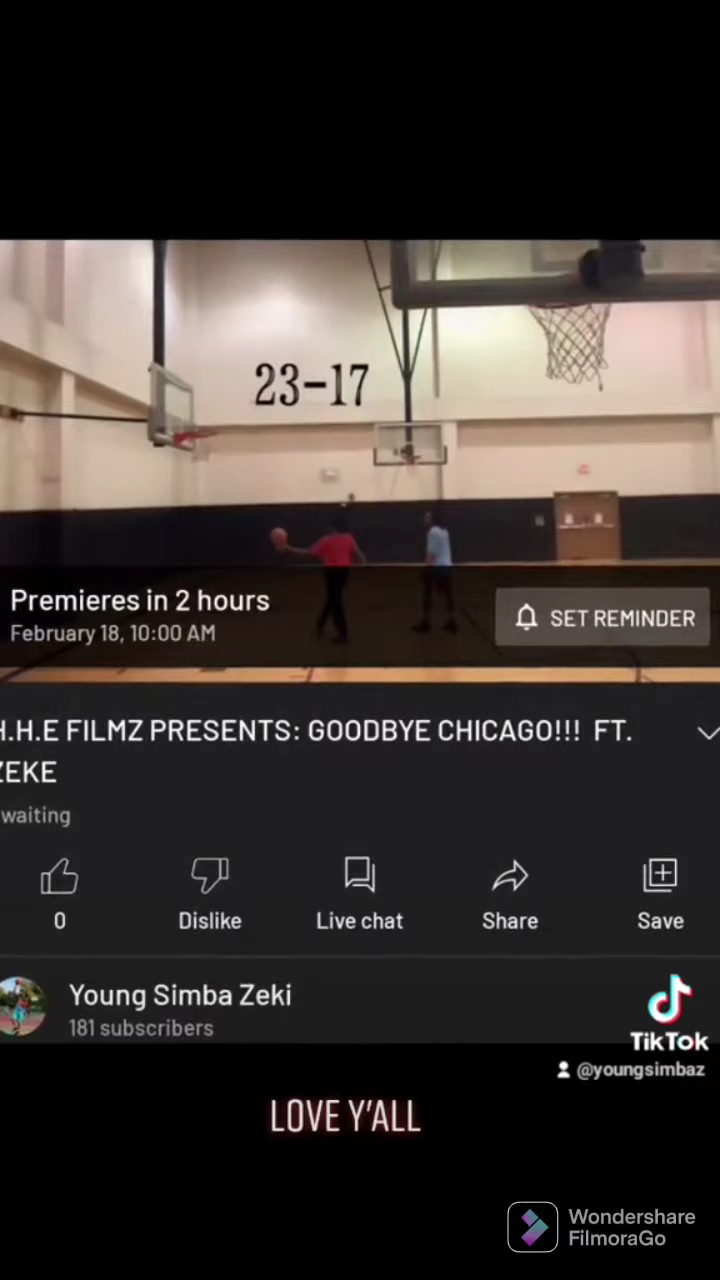 23-17
Premieres in 2 hours
February 18, 10:00 AM
SET REMINDER
H.H.E FILMZ PRESENTS: GOODBYE CHICAGO!!! FT.
ZEKE
waiting
0
Dislike
Live chat
Share
Save
Young Simba Zeki
181 subscribers
TikTok
@youngsimbaz
LOVE Y'ALL
Wondershare
FilmoraGo